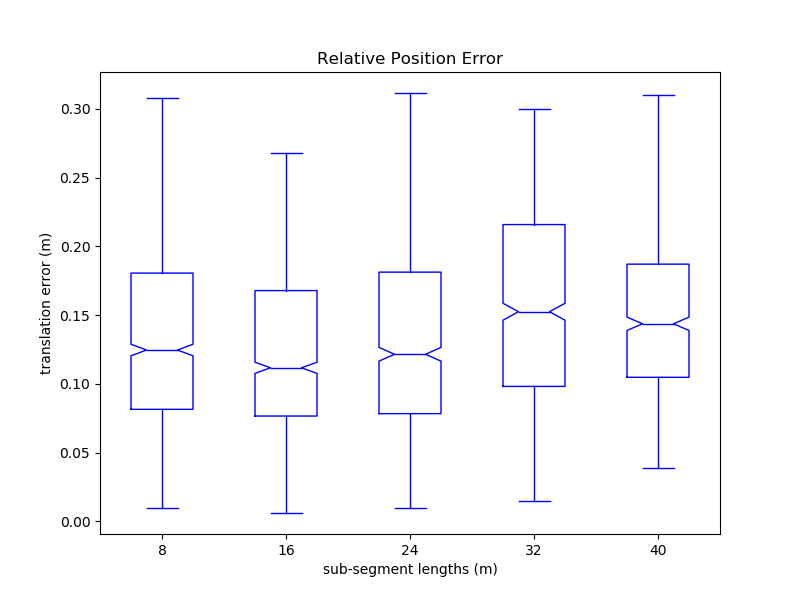 Relative Position Error
translation error (m)
0.30
0.25
0.20
0.15
0.10
0.05
0.00
8 16 24 32 40
sub-segment lengths (m)